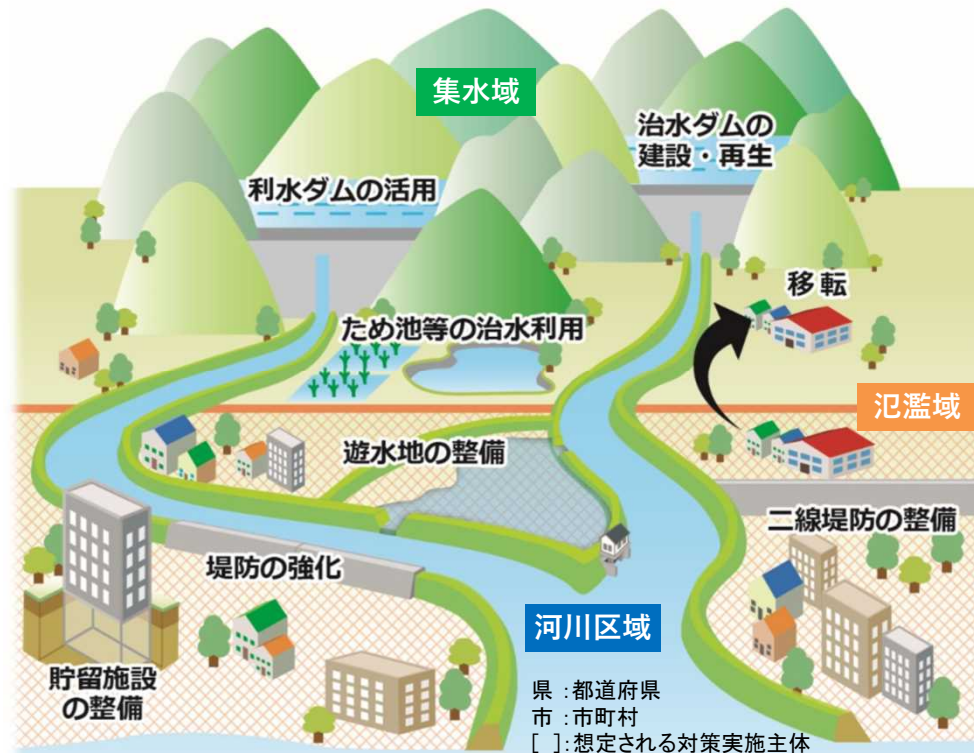 集水域
治水ダムの
建設・再生
利水ダムの活用
移転
ため池等の治水利用
氾濫域
遊水地の整備
二線堤防の整備
堤防の強化
河川区域
貯留施設
の整備
県：都道府県
市：市町村
[ ]：想定される対策実施主体